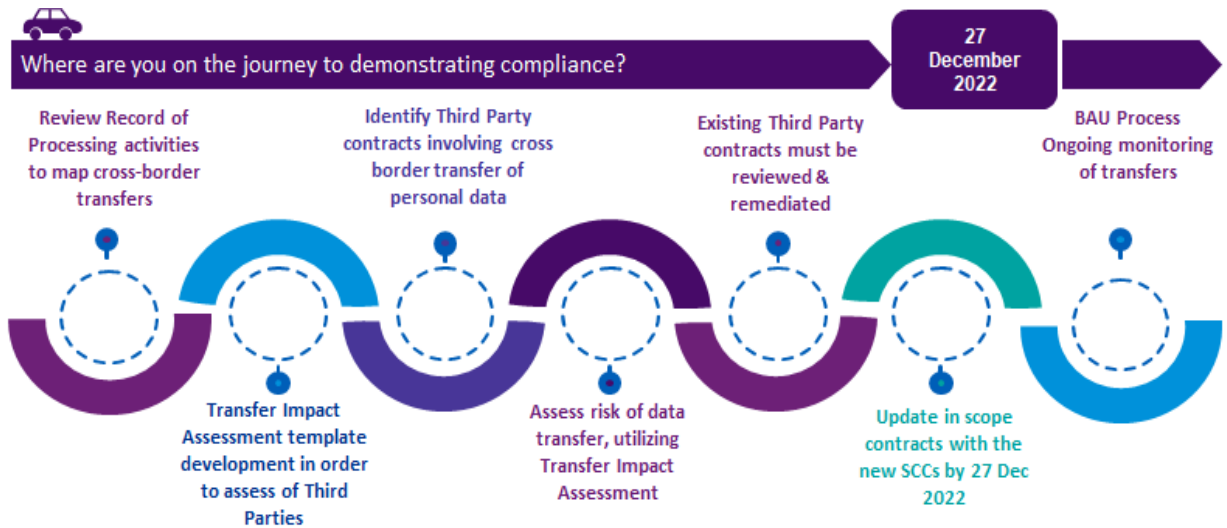 Where are you on the journey to demonstrating compliance?
27
December
2022
Review Record of
Processing activities
to map cross-border
transfers
Transfer Impact
Assessment template
development in order
to assess of Third
Parties
Identify Third Party
contracts involving cross
border transfer of
personal data
Assess risk of data
transfer, utilizing
Transfer Impact
Assessment
Existing Third Party
contracts must be
reviewed &
remediated
Update in scope
contracts with the
new SCCs by 27 Dec
2022
BAU Process
Ongoing monitoring
of transfers